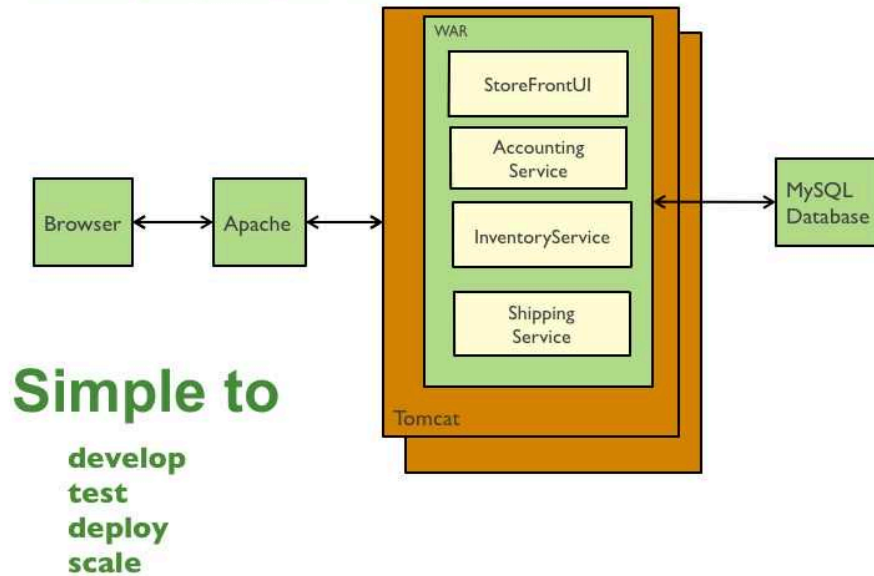 WAR
StoreFrontUI
Accounting
Service
InventoryService
Shipping
Service
Browser
Apache
MySQL
Database
Tomcat
Simple to
develop
test
deploy
scale